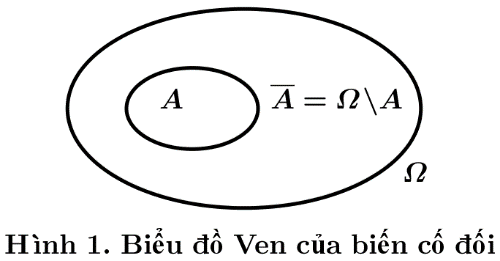 A
A̅ = Ω\A
Ω
Hình 1. Biểu đồ Ven của biến cố đối